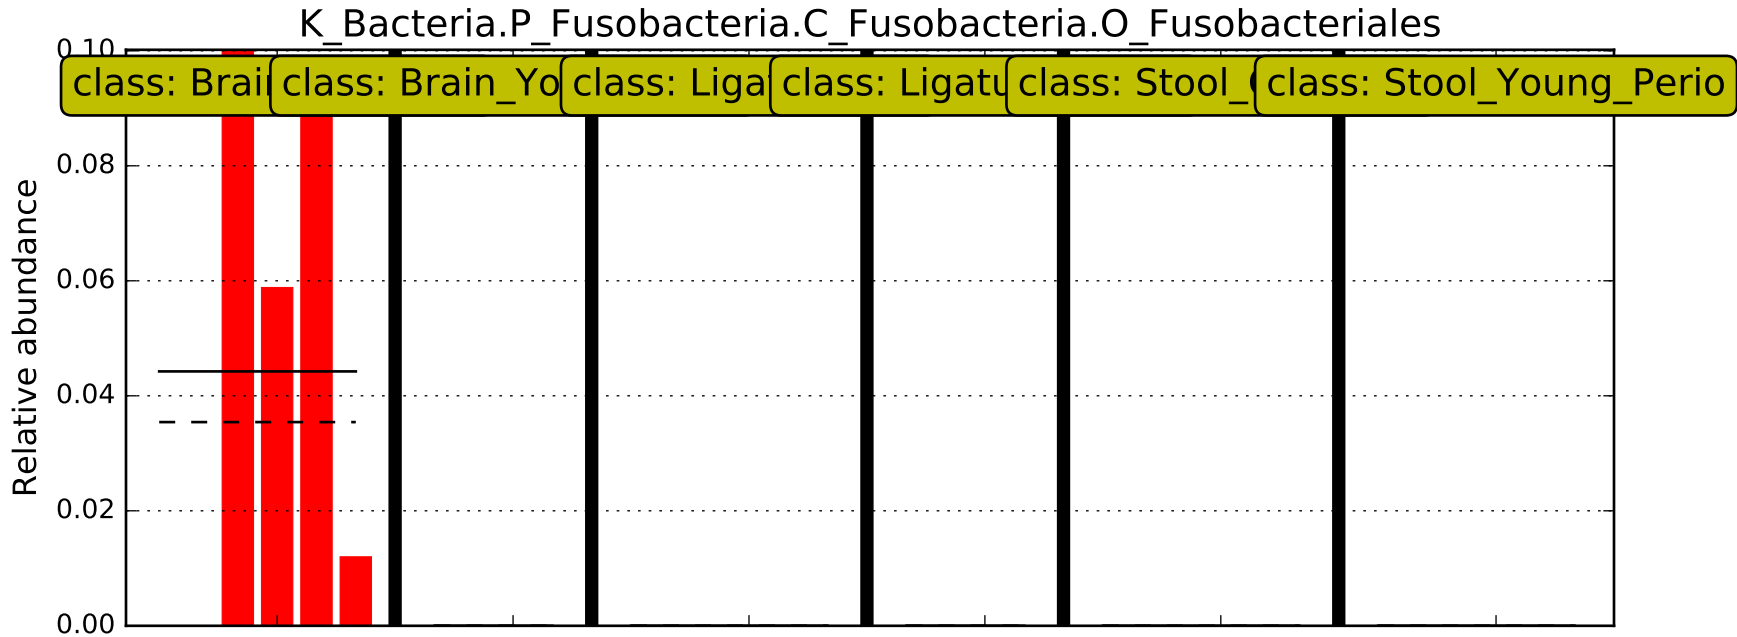 K_Bacteria.P_Fusobacteria.C_Fusobacteria.O_Fusobacteriales
Relative abundance
0.10
0.08
0.06
0.04
0.02
0.00
class: Brain
class: Brain_Yo
class: Liga
class: Ligatu
class: Stool_
class: Stool_Young_Perio